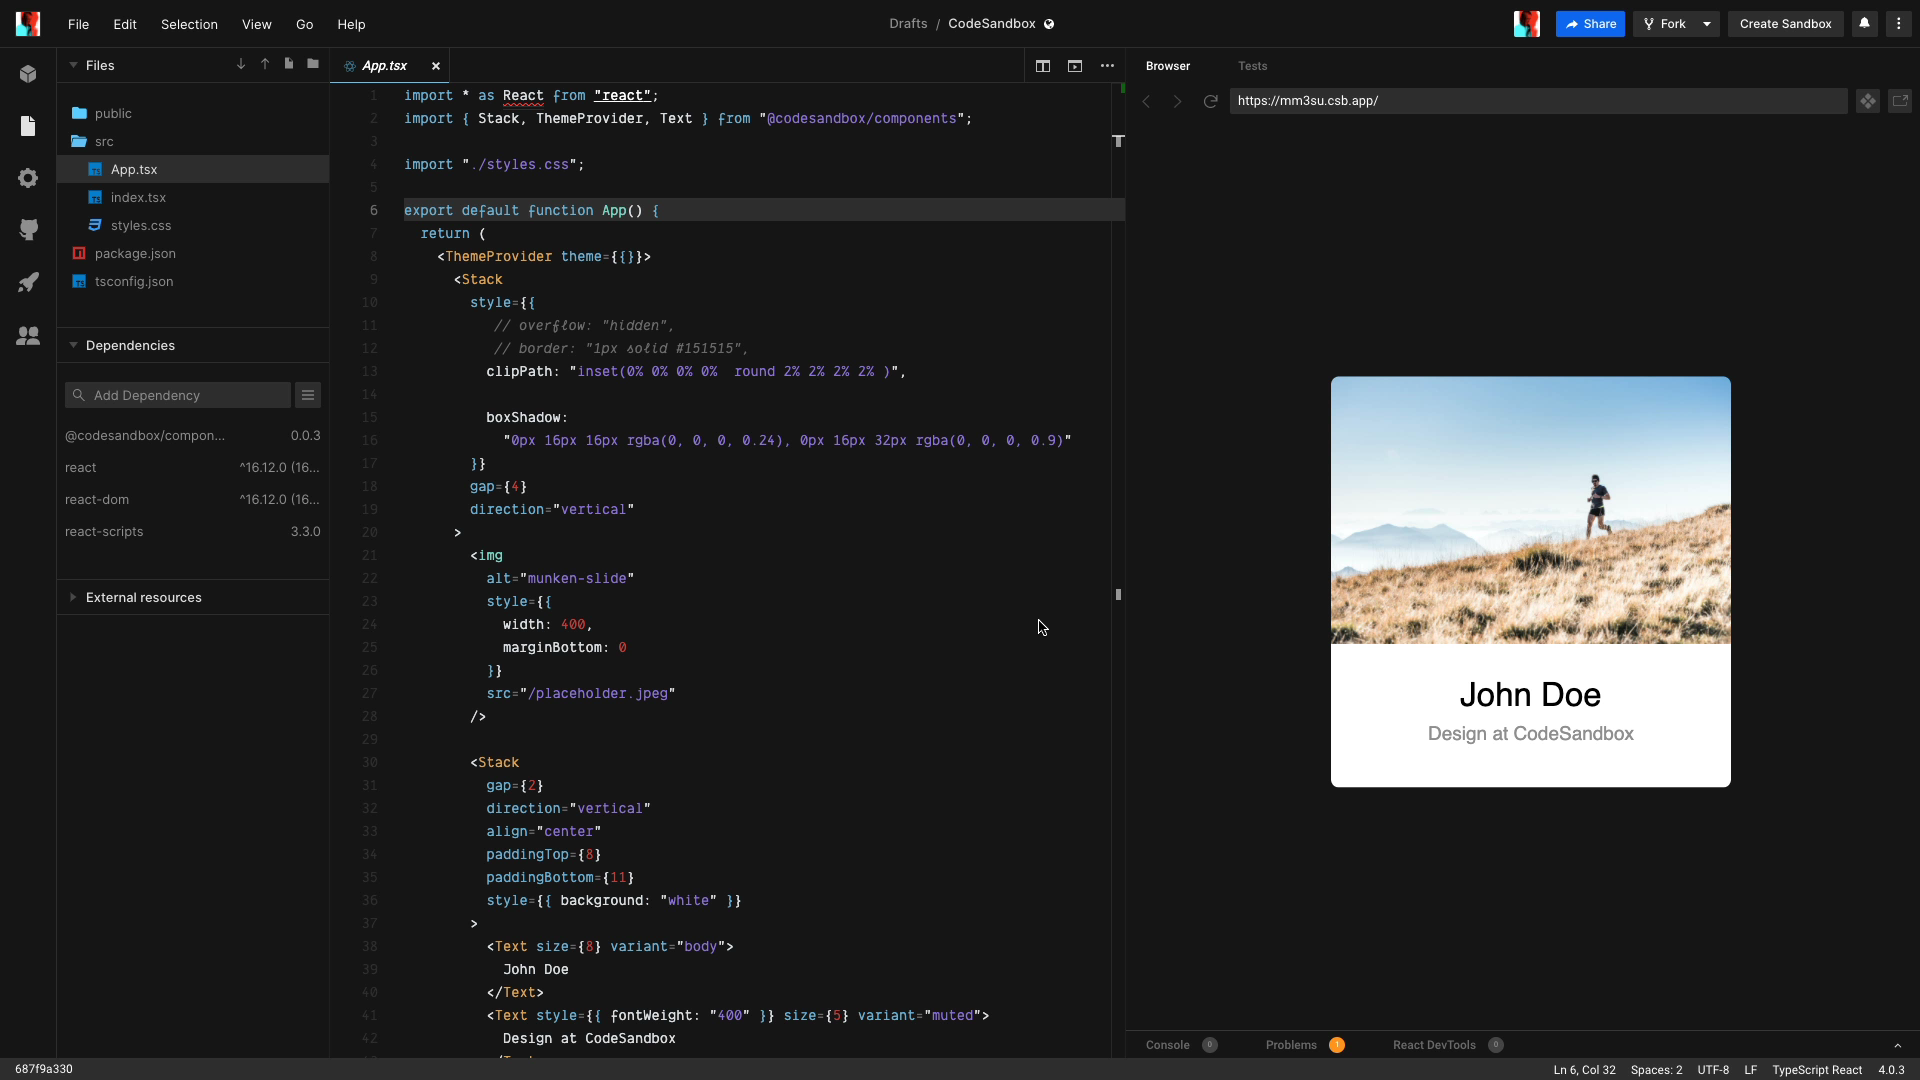 File Edit Selection View Go Help
Drafts / CodeSandbox
Share Fork Create Sandbox
Files
public
src
App.tsx
index.tsx
styles.css
package.json
tsconfig.json
Dependencies
Add Dependency
@codesandbox/compon... 0.0.3
react ^16.12.0 (16...
react-dom ^16.12.0 (16...
react-scripts 3.3.0
External resources
App.tsx
1 import * as React from "react";
2 import { Stack, ThemeProvider, Text } from "@codesandbox/components";
3
4 import "./styles.css";
5
6 export default function App() {
7 return (
8 <ThemeProvider theme={{}}>
9 <Stack
10 style={{
11 // overflow: "hidden",
12 // border: "1px solid #151515",
13 clipPath: "inset(0% 0% 0% 0%  round 2% 2% 2% 2% )",
14
15 boxShadow:
16 "0px 16px 16px rgba(0, 0, 0, 0.24), 0px 16px 32px rgba(0, 0, 0, 0.9)"
17 }}
18 gap={4}
19 direction="vertical"
20 >
21 <img
22 alt="munken-slide"
23 style={{
24 width: 400,
25 marginBottom: 0
26 }}
27 src="/placeholder.jpeg"
28 />
29
30 <Stack
31 gap={2}
32 direction="vertical"
33 align="center"
34 paddingTop={8}
35 paddingBottom={11}
36 style={{ background: "white" }}
37 >
38 <Text size={8} variant="body">
39 John Doe
40 </Text>
41 <Text style={{ fontWeight: "400" }} size={5} variant="muted">
42 Design at CodeSandbox
Browser Tests
https://mm3su.csb.app/
John Doe
Design at CodeSandbox
Console 0 Problems 1 React DevTools 0
687f9a330
Ln 6, Col 32 Spaces: 2 UTF-8 LF TypeScript React 4.0.3